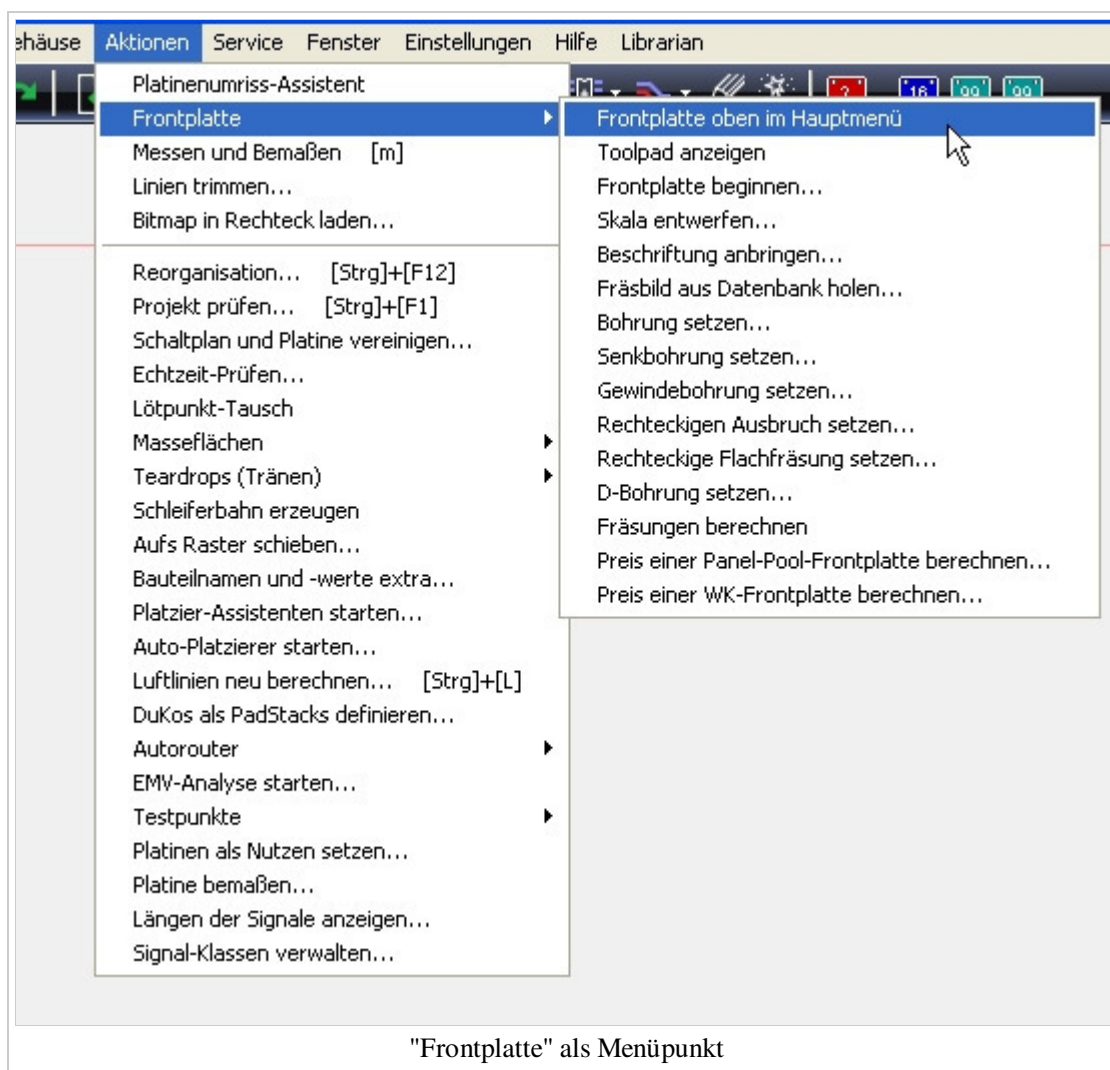 ehäuse Aktionen Service Fenster Einstellungen Hilfe Librarian
? 16 99 99
Platinenumriss-Assistent
Frontplatte
Messen und Bemaßen [m]
Linien trimmen...
Bitmap in Rechteck laden...
Reorganisation... [Strg]+[F12]
Projekt prüfen... [Strg]+[F1]
Schaltplan und Platine vereinigen...
Echtzeit-Prüfen...
Lötpunkt-Tausch
Masseflächen
Teardrops (Tränen)
Schleiferbahn erzeugen
Aufs Raster schieben...
Bauteilnamen und -werte extra...
Platzier-Assistenten starten...
Auto-Platzierer starten...
Luftlinien neu berechnen... [Strg]+[L]
DuKos als PadStacks definieren...
Autorouter
EMV-Analyse starten...
Testpunkte
Platinen als Nutzen setzen...
Platine bemaßen...
Längen der Signale anzeigen...
Signal-Klassen verwalten...
Frontplatte oben im Hauptmenü
Toolpad anzeigen
Frontplatte beginnen...
Skala entwerfen...
Beschriftung anbringen...
Fräsbild aus Datenbank holen...
Bohrung setzen...
Senkbohrung setzen...
Gewindebohrung setzen...
Rechteckigen Ausbruch setzen...
Rechteckige Flachfräsung setzen...
D-Bohrung setzen...
Fräsungen berechnen
Preis einer Panel-Pool-Frontplatte berechnen...
Preis einer WK-Frontplatte berechnen...
"Frontplatte" als Menüpunkt